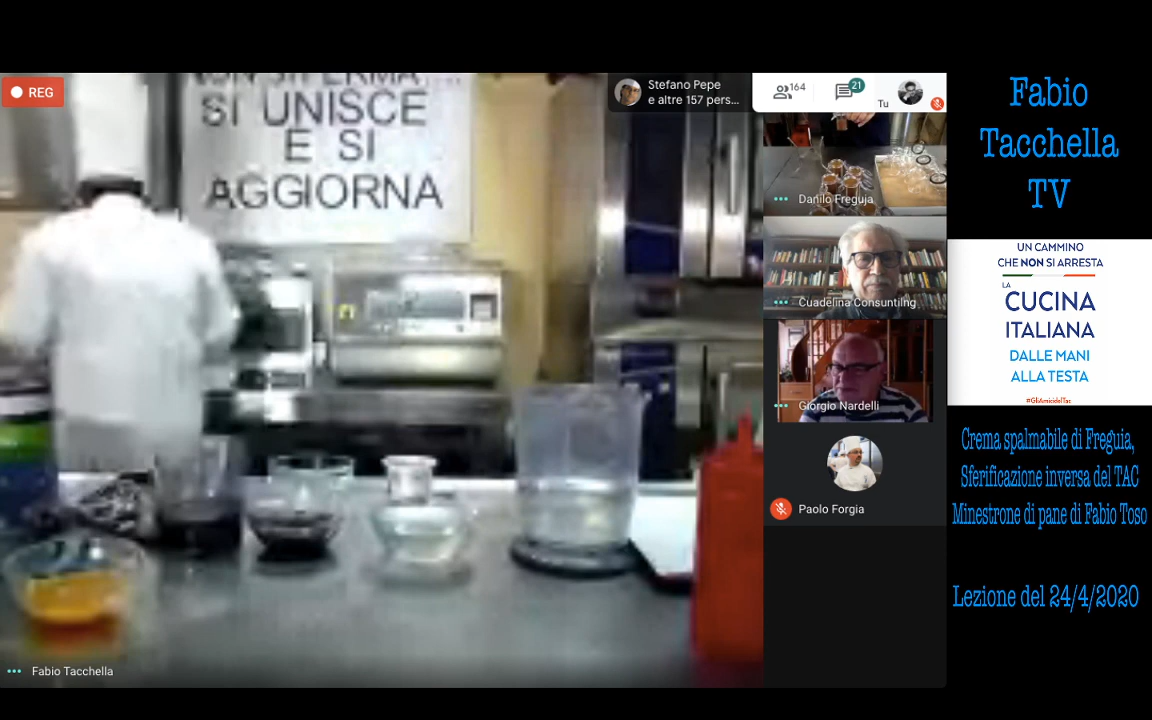 REG
SI UNISCE
E SI
AGGIORNA
Fabio Tacchella
Stefano Pepe
e altre 157 pers...
164
21
Tu
Danilo Freguja
Cuadelina Consuntilng
Giorgio Nardelli
Paolo Forgia
Fabio
Tacchella
TV
UN CAMMINO
CHE NON SI ARRESTA
LA
CUCINA
ITALIANA
DALLE MANI
ALLA TESTA
#GliAmicidelTac
Crema spalmabile di Freguia,
Sferificazione inversa del TAC
Minestrone di pane di Fabio Toso
Lezione del 24/4/2020